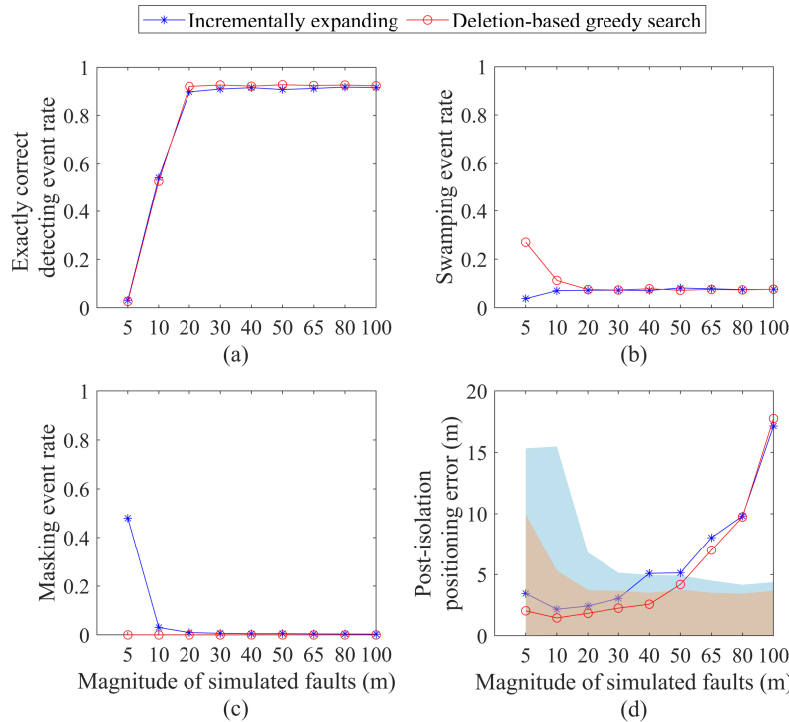 Incrementally expanding
Deletion-based greedy search
Exactly correct
detecting event rate
1
0.8
0.6
0.4
0.2
0
5 10 20 30 40 50 65 80 100
(a)
Swamping event rate
1
0.8
0.6
0.4
0.2
0
5 10 20 30 40 50 65 80 100
(b)
Masking event rate
1
0.8
0.6
0.4
0.2
0
5 10 20 30 40 50 65 80 100
Magnitude of simulated faults (m)
(c)
Post-isolation
positioning error (m)
20
15
10
5
0
5 10 20 30 40 50 65 80 100
Magnitude of simulated faults (m)
(d)